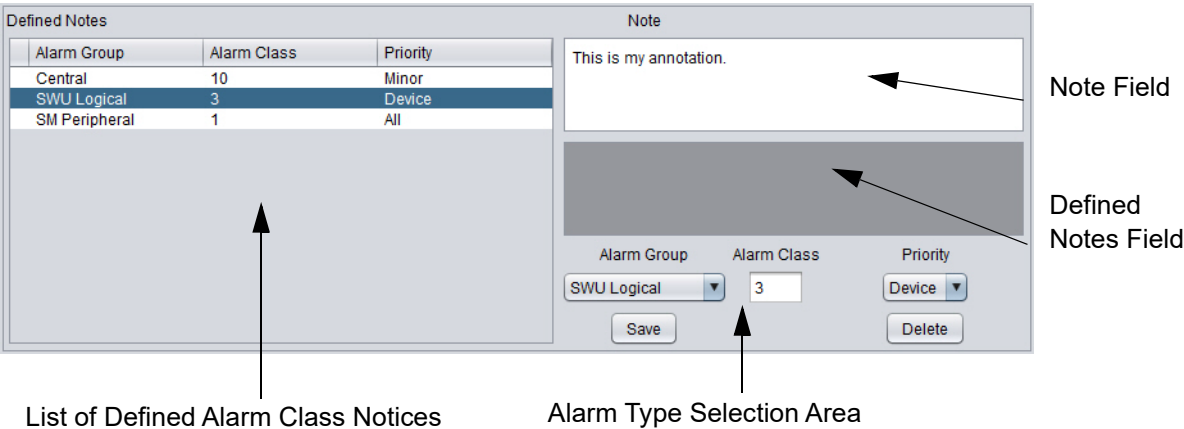 Defined Notes
Note
Alarm Group Alarm Class Priority
Central 10 Minor
SWU Logical 3 Device
SM Peripheral 1 All
This is my annotation.
Note Field
Defined
Notes Field
Alarm Group Alarm Class Priority
SWU Logical 3 Device
Save Delete
List of Defined Alarm Class Notices
Alarm Type Selection Area